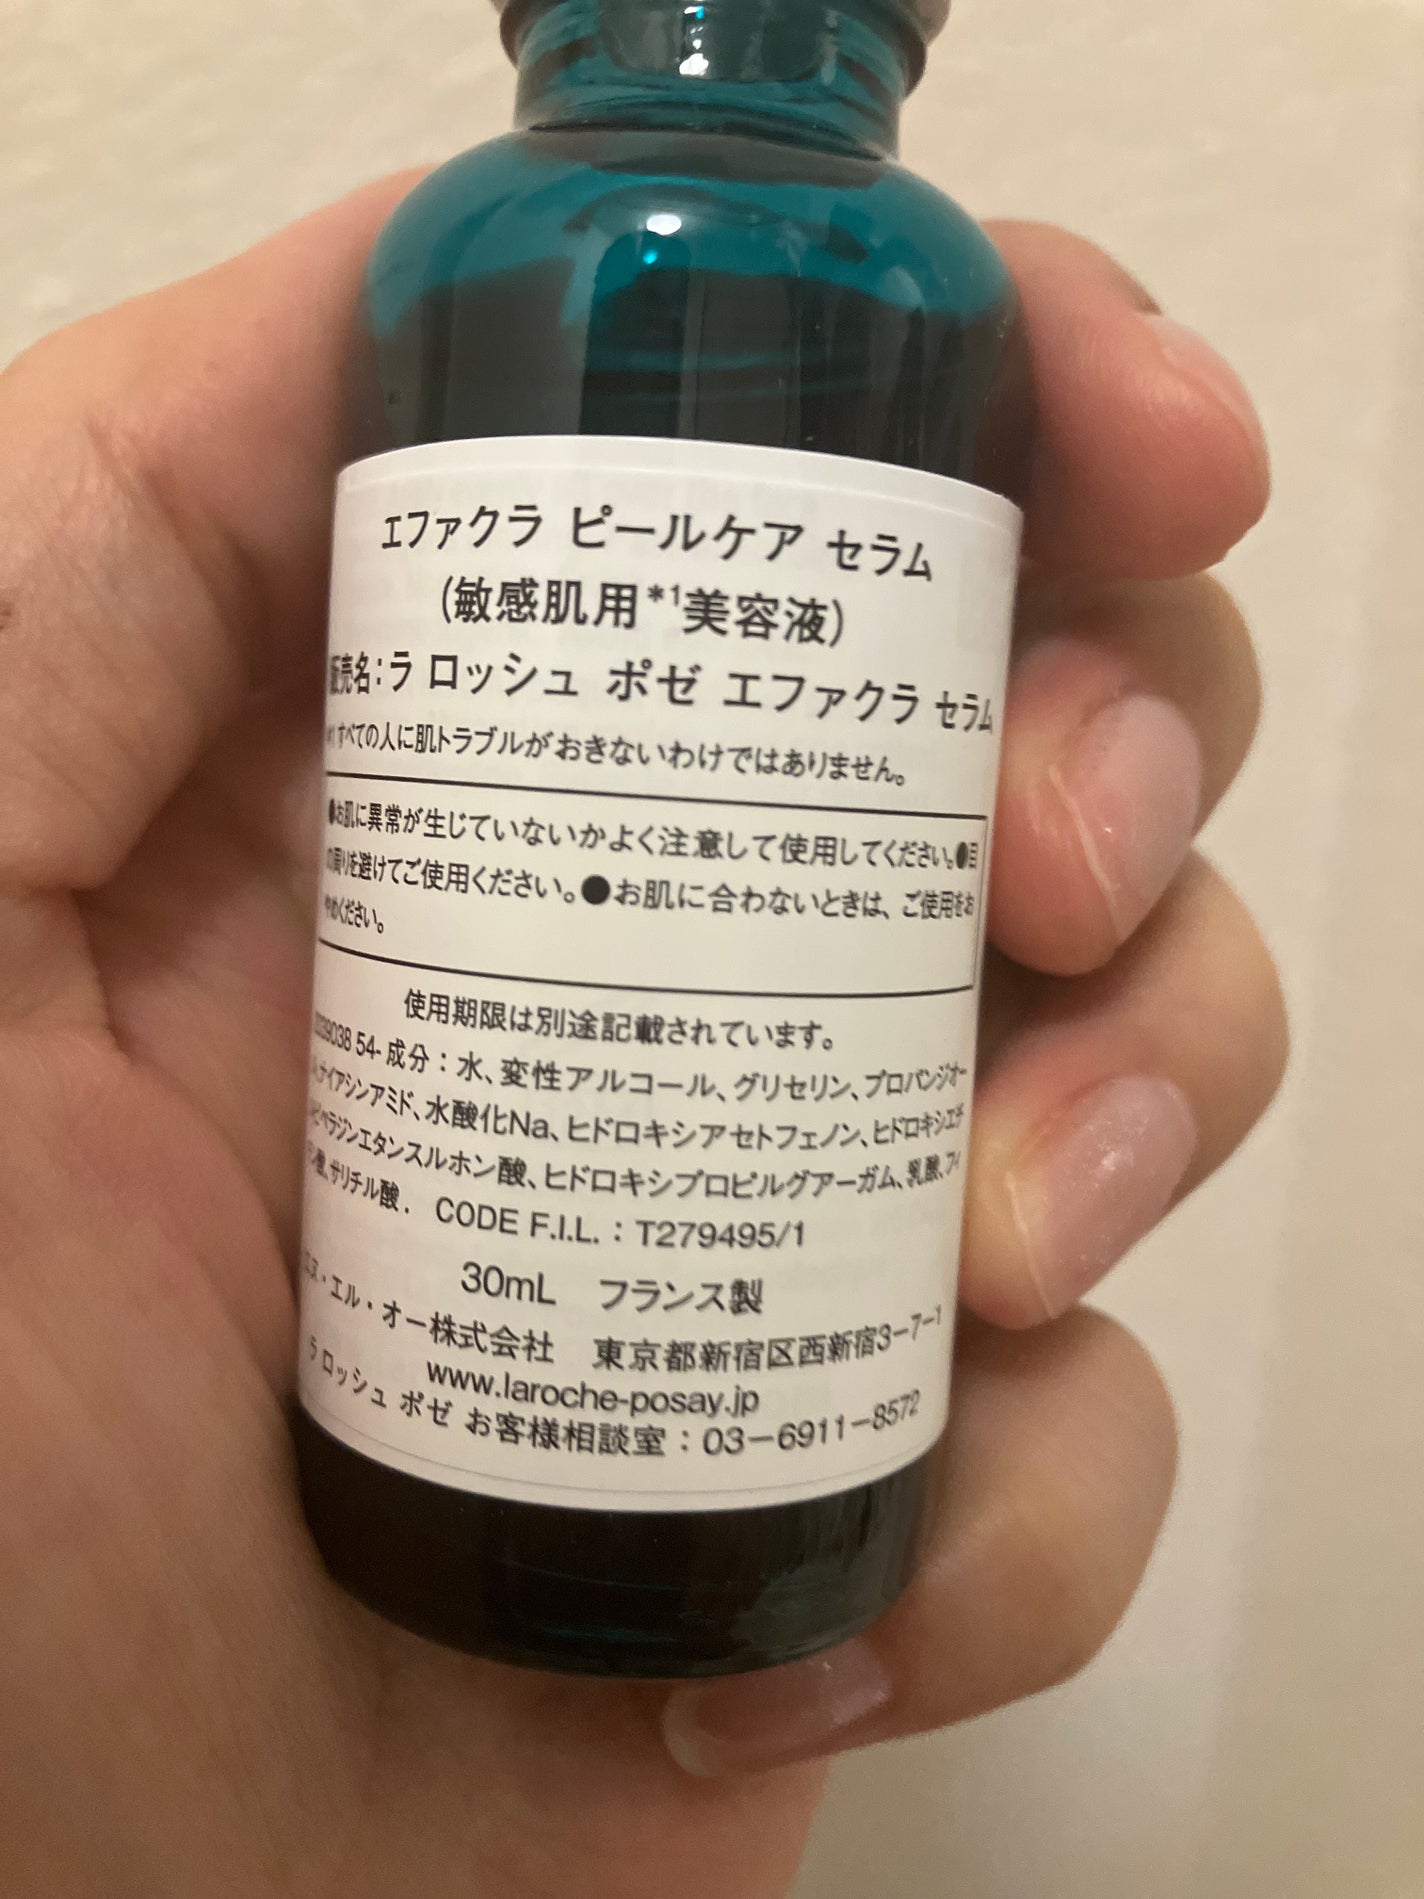 エファクラ ピールケア セラム
(敏感肌用*1美容液)
販売名：ラ ロッシュ ポゼ エファクラ セラム
*1 すべての人に肌トラブルがおきないわけではありません。
●お肌に異常が生じていないかよく注意して使用してください。●目
の周りを避けてご使用ください。●お肌に合わないときは、ご使用をお
やめください。
使用期限は別途記載されています。
54- 成分：水、変性アルコール、グリセリン、プロパンジオー
ル、ナイアシンアミド、水酸化Na、ヒドロキシアセトフェノン、ヒドロキシエチ
ルピペラジンエタンスルホン酸、ヒドロキシプロピルグアーガム、乳酸、フィ
チン酸、サリチル酸． CODE F.I.L.：T279495/1
30mL フランス製
エヌ・エル・オー株式会社 東京都新宿区西新宿3-7-1
www.laroche-posay.jp
ラ ロッシュ ポゼ お客様相談室：03-6911-8572